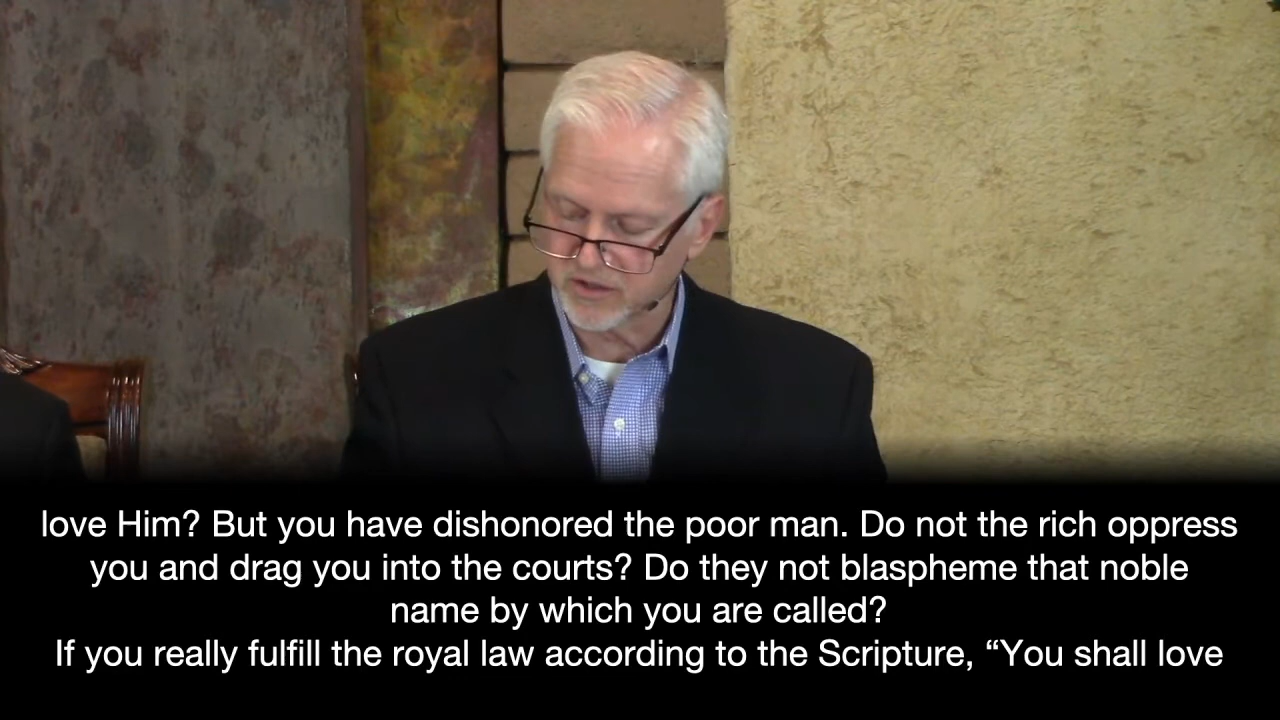 love Him? But you have dishonored the poor man. Do not the rich oppress
you and drag you into the courts? Do they not blaspheme that noble
name by which you are called?
If you really fulfill the royal law according to the Scripture, “You shall love